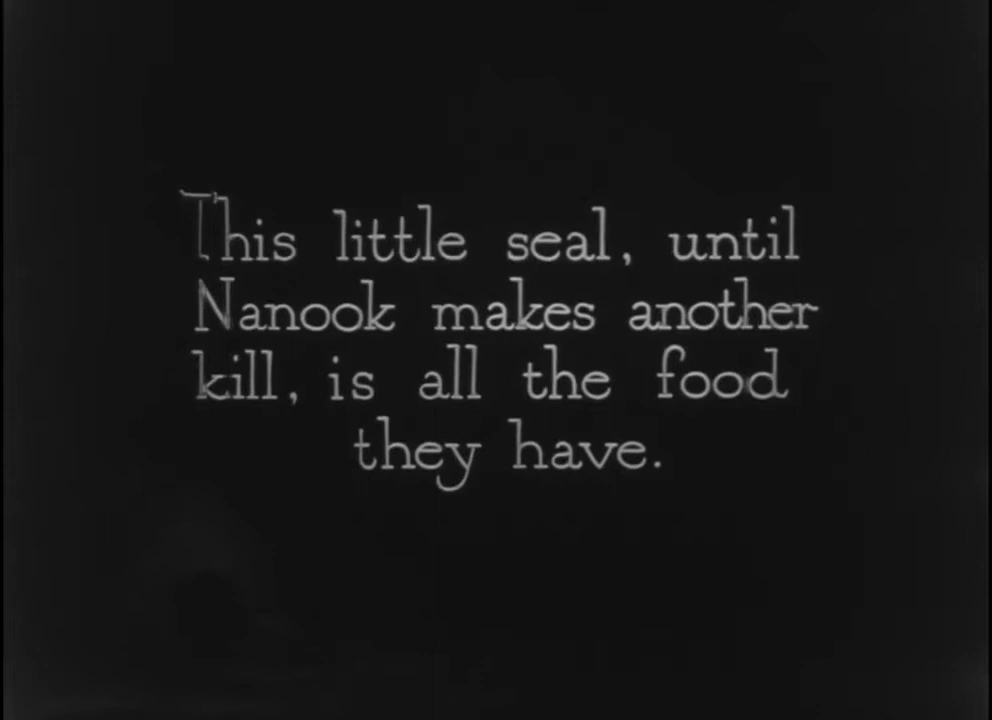 This little seal, until
Nanook makes another
kill, is all the food
they have.